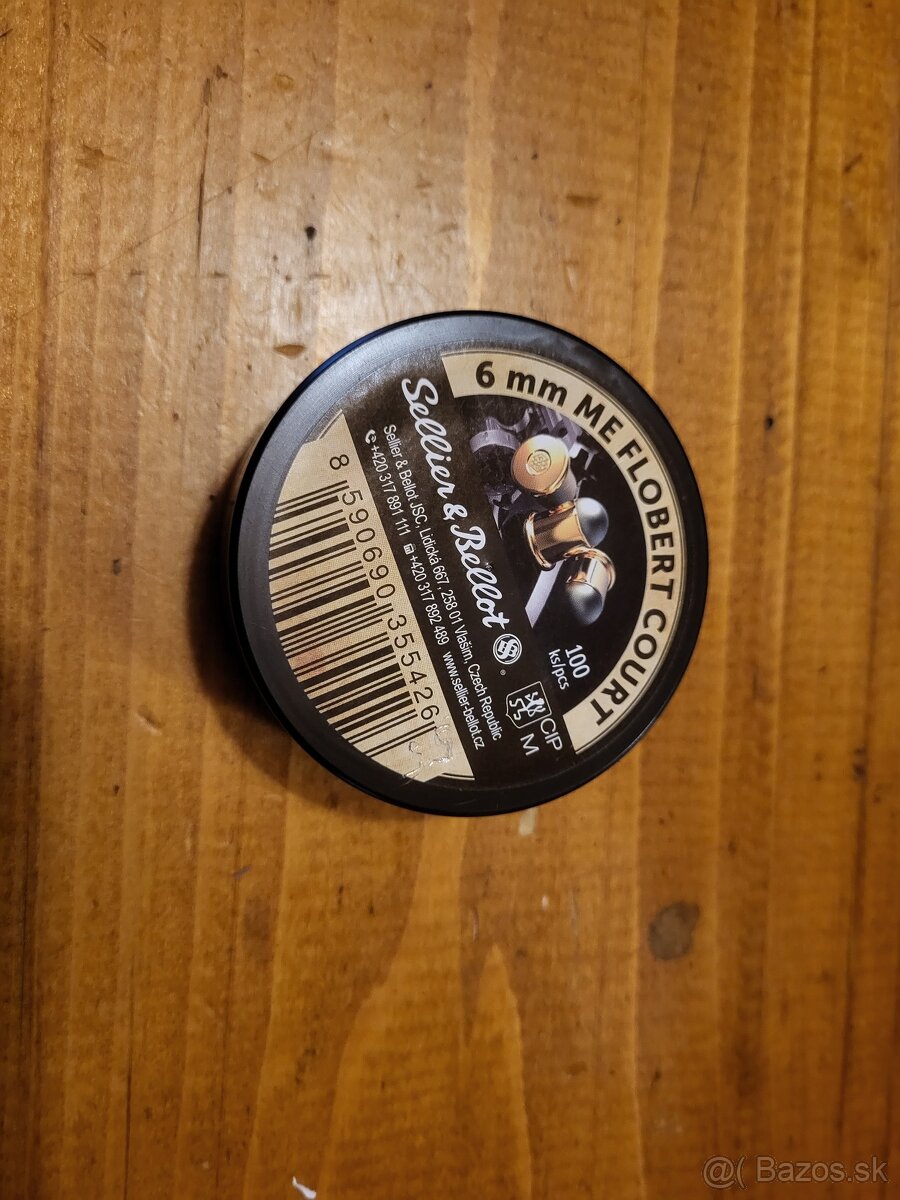 6 mm ME FLOBERT COURT
100
ks/pcs
CIP
M
Sellier & Bellot
Sellier & Bellot JSC, Lidická 667, 258 01 Vlašim, Czech Republic
+420 317 891 111 +420 317 892 489 www.sellier-bellot.cz
8 590690 355426
@( Bazos.sk